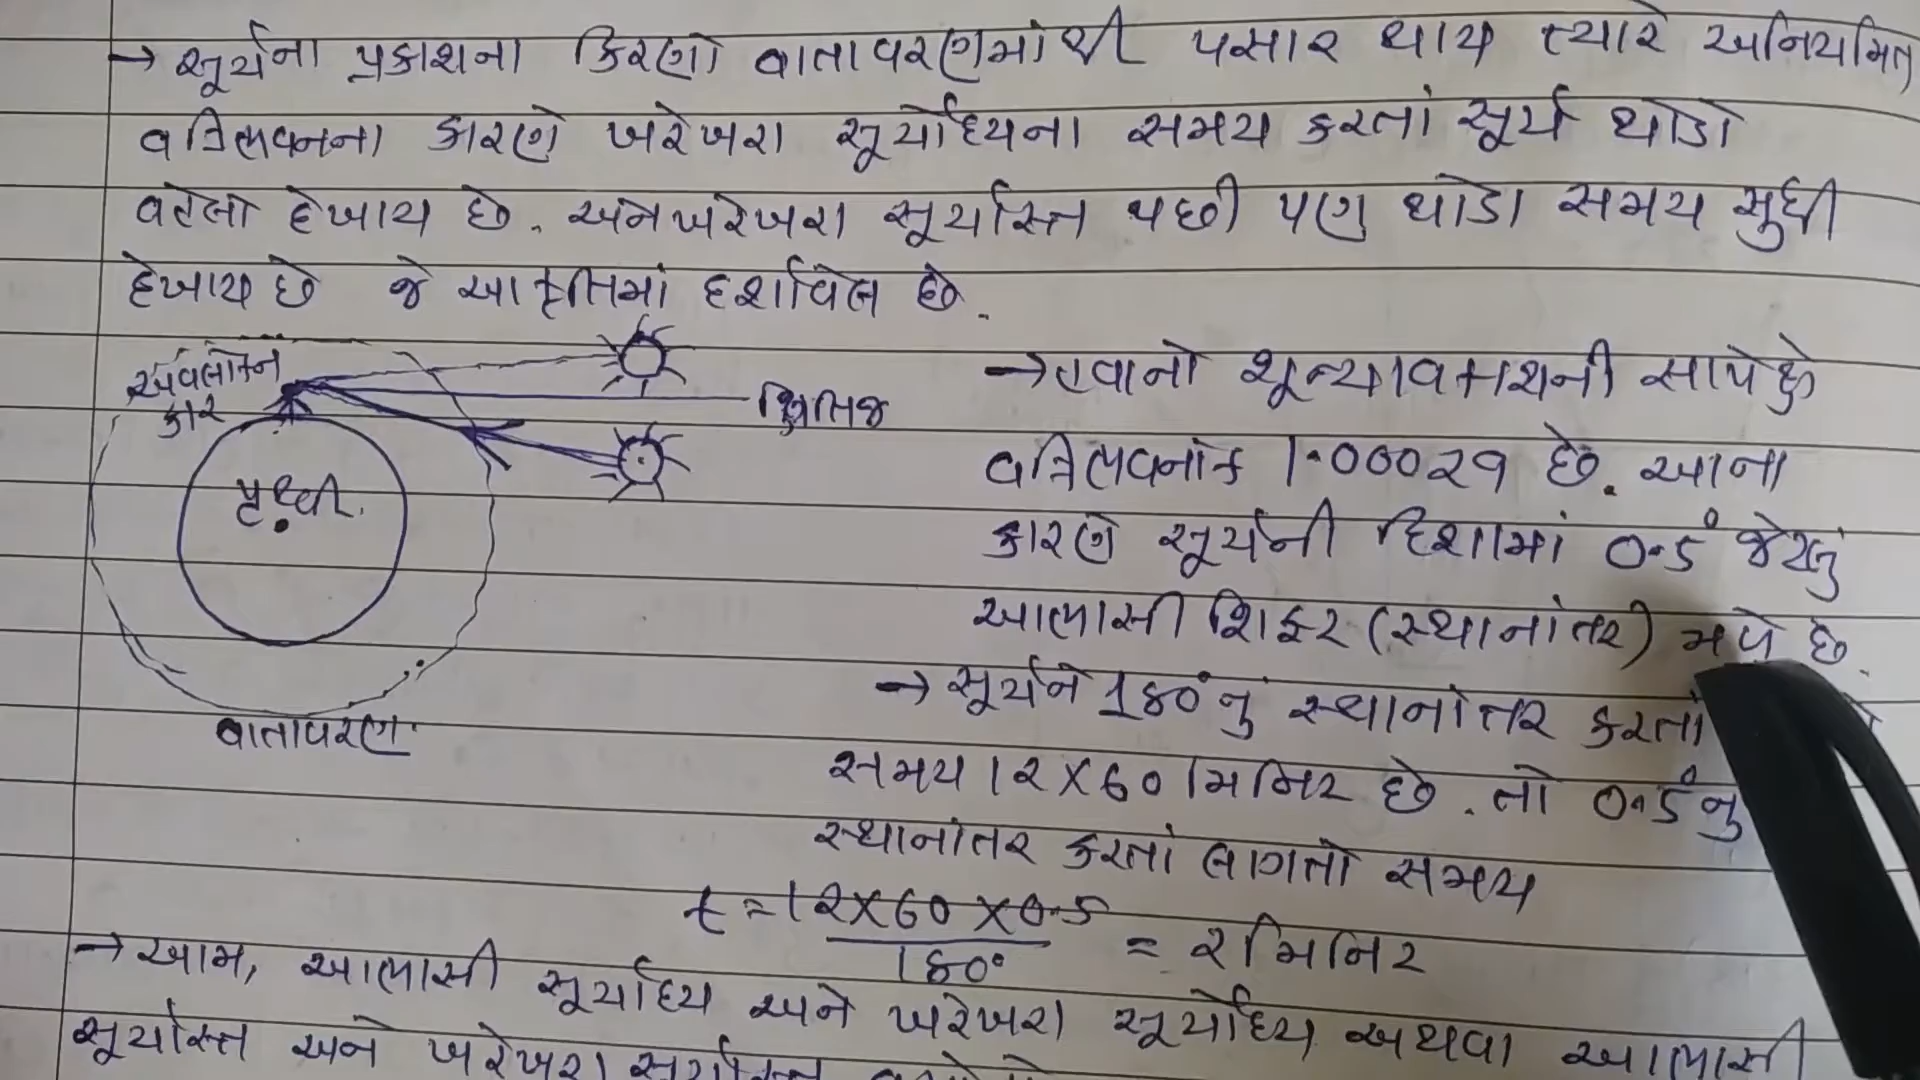 → સૂર્યના પ્રકાશના કિરણો વાતાવરણમાંથી પસાર થાય ત્યારે અનિયમિત
વક્રિભવનના કારણે ખરેખરા સૂર્યોદયના સમય કરતાં સૂર્ય થોડો
વહેલો દેખાય છે. અને ખરેખરા સૂર્યાસ્ત પછી પણ થોડા સમય સુધી
દેખાય છે જે આકૃતિમાં દર્શાવેલ છે.
અવલોકન
કાર
ક્ષિતિજ
પૃથ્વી.
વાતાવરણ
→ હવાનો શૂન્યાવકાશની સાપેક્ષે
વક્રિભવનાંક 1.00029 છે. આના
કારણે સૂર્યની દિશામાં 0.5° જેટલું
આભાસી શિફ્ટ (સ્થાનાંતર) મળે છે.
→ સૂર્યને 180° નું સ્થાનાંતર કરતાં
સમય 12 X 60 મિનિટ છે. તો 0.5° નું
સ્થાનાંતર કરતાં લાગતો સમય
t = 12 X 60 X 0.5 / 180° = 2 મિનિટ
→ આમ, આભાસી સૂર્યોદય અને ખરેખરા સૂર્યોદય અથવા આભાસી
સૂર્યાસ્ત અને ખરેખરા સૂર્યાસ્ત